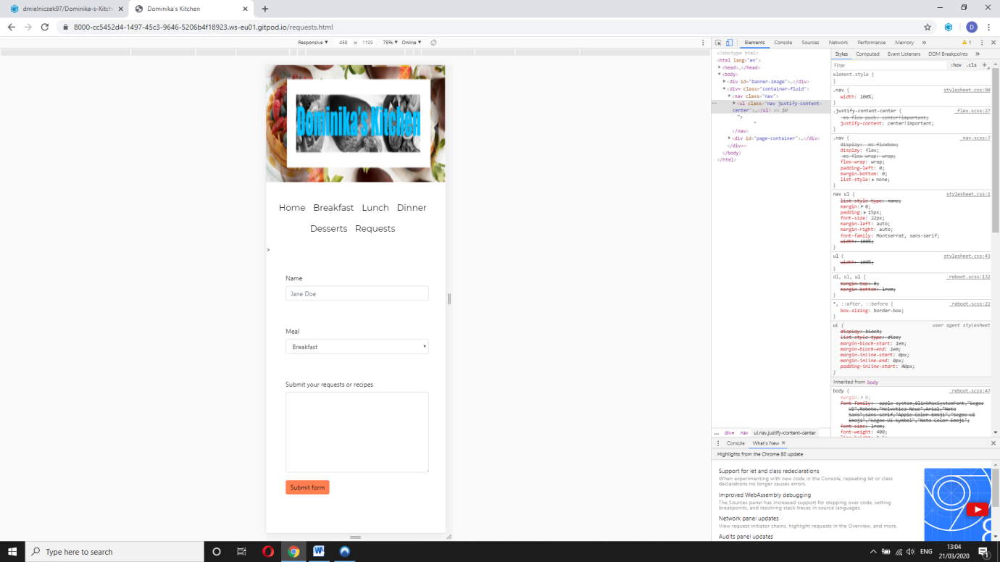 dmielniczek97/Dominika-s-Kitch
Dominika's Kitchen
8000-cc5452d4-1497-45c3-9646-5206b4f18923.ws-eu01.gitpod.io/requests.html
D
Responsive ▼ 458 × 1199 75% ▼ Online ▼
Elements Console Sources Network Performance Memory » 1
Dominika's Kitchen
Home Breakfast Lunch Dinner
Desserts Requests
>
Name
Jane Doe
Meal
Breakfast
Submit your requests or recipes
Submit form
<!doctype html>
<html lang="en">
<head>…</head>
<body>
<div id="banner-image">…</div>
<div= class="container-fluid">
<nav class="nav">
<ul class="nav justify-content-
center">…</ul> == $0
">
"
</nav>
<div id="page-container">…</div>
</div=>
</body>
</html>
... div= nav ul.nav.justify-content-center
Styles Computed Event Listeners DOM Breakpoints »
Filter :hov .cls +
element.style {
}
.nav { stylesheet.css:90
width: 100%;
}
.justify-content-center { _flex.scss:27
-ms-flex-pack: center!important;
justify-content: center!important;
}
.nav { _nav.scss:7
display: -ms-flexbox;
display: flex;
-ms-flex-wrap: wrap;
flex-wrap: wrap;
padding-left: 0;
margin-bottom: 0;
list-style: none;
}
nav ul { stylesheet.css:1
list-style-type: none;
margin: 0;
padding: 15px;
font-size: 22px;
margin-left: auto;
margin-right: auto;
font-family: Montserrat, sans-serif;
width: 100%;
}
ul { stylesheet.css:43
width: 100%;
}
dl, ol, ul { _reboot.scss:132
margin-top: 0;
margin-bottom: 1rem;
}
*, ::after, ::before { _reboot.scss:22
box-sizing: border-box;
}
ul { user agent stylesheet
display: block;
list-style-type: disc;
margin-block-start: 1em;
margin-block-end: 1em;
margin-inline-start: 0px;
margin-inline-end: 0px;
padding-inline-start: 40px;
}
Inherited from body
body { _reboot.scss:47
margin: 0;
font-family: -apple-system,BlinkMacSystemFont,"Segoe
UI",Roboto,"Helvetica Neue",Arial,"Noto
Sans",sans-serif,"Apple Color Emoji","Segoe UI
Emoji","Segoe UI Symbol","Noto Color Emoji";
font-size: 1rem;
font-weight: 400;
line-height: 1.5;
Console What's New ×
Highlights from the Chrome 80 update
Support for let and class redeclarations
When experimenting with new code in the Console, repeating let or class
declarations no longer causes errors.
Improved WebAssembly debugging
The Sources panel has increased support for stepping over code, setting
breakpoints, and resolving stack traces in source languages.
Network panel updates
View request initiator chains, highlight requests in the Overview, and more.
Audits panel updates
Type here to search
ENG
13:04
21/03/2020
1